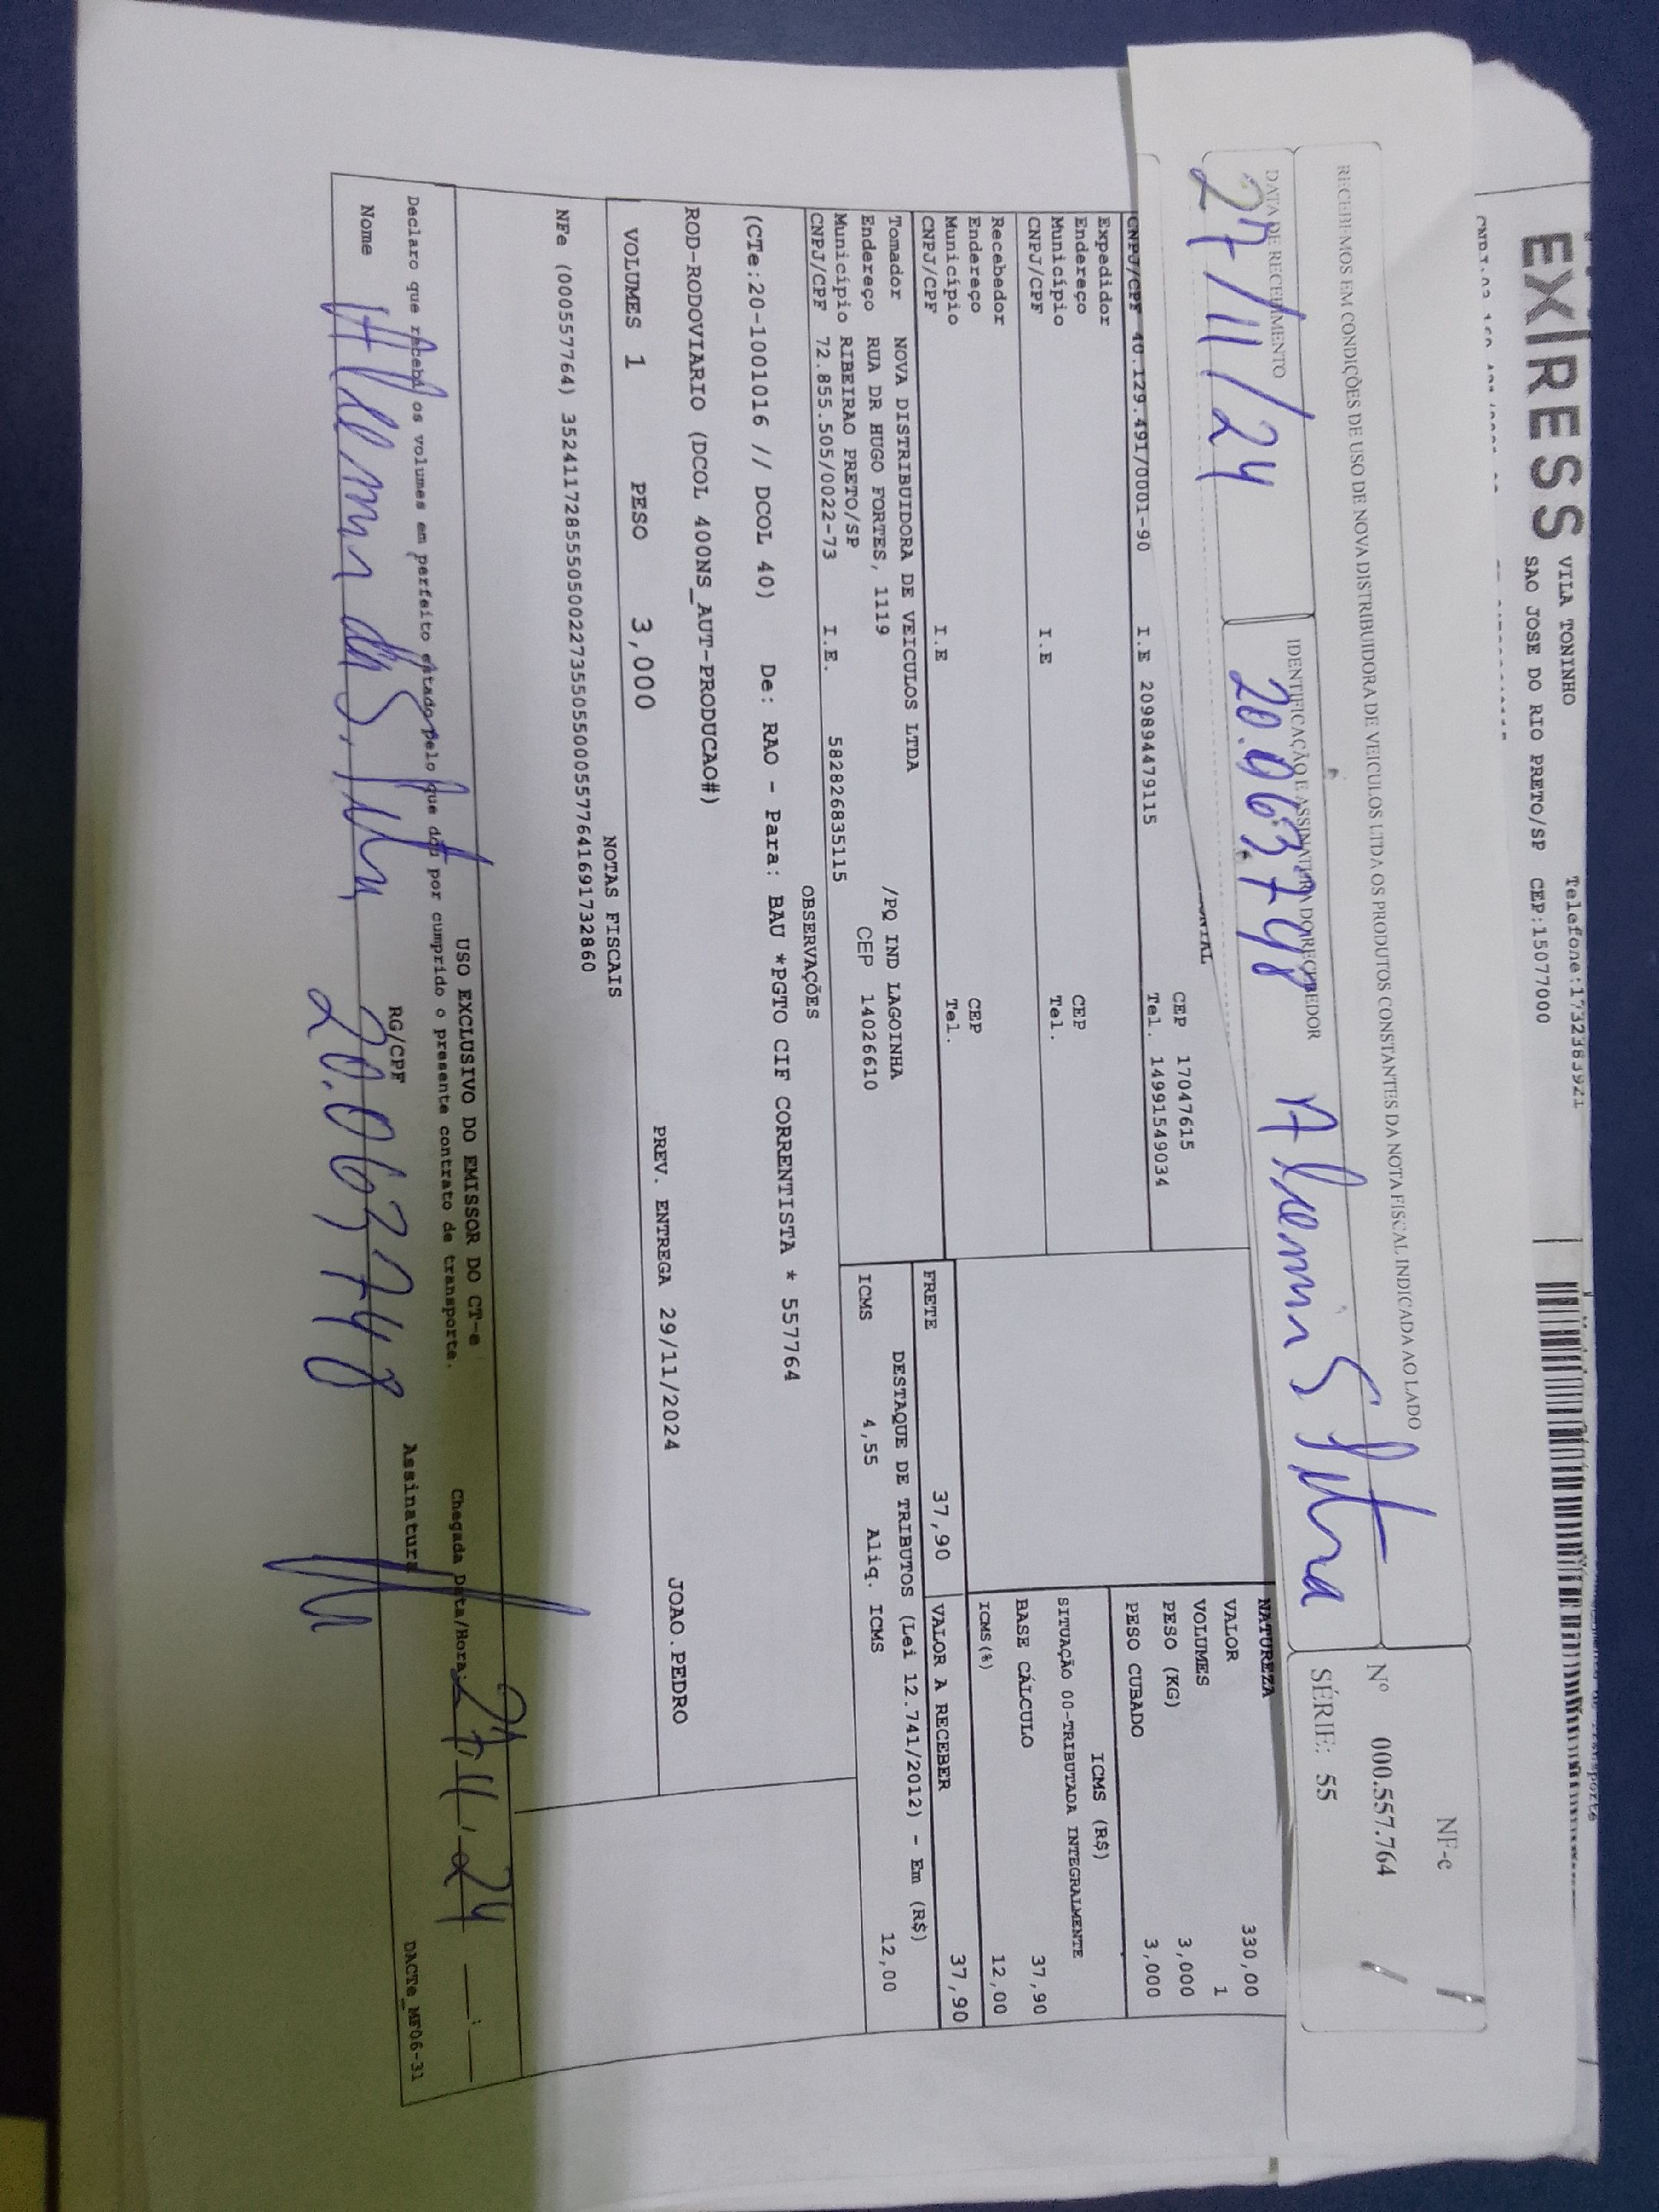 EX|RESS
VILA TONINHO
Telefone:1732383921
SAO JOSE DO RIO PRETO/SP CEP:15077000
RECEBEMOS EM CONDIÇÕES DE USO DE NOVA DISTRIBUIDORA DE VEICULOS LTDA OS PRODUTOS CONSTANTES DA NOTA FISCAL INDICADA AO LADO
NF-e
Nº 000.557.764
SÉRIE: 55
DATA DE RECEBIMENTO
IDENTIFICAÇÃO E ASSINATURA DO RECEBEDOR
27/11/24
20.063.748
CEP 17047615
CNPJ/CPF 40.129.491/0001-90 I.E 209894479115 Tel. 14991549034
Expedidor
Endereço CEP
Município Tel.
CNPJ/CPF I.E
Recebedor
Endereço CEP
Município Tel.
CNPJ/CPF I.E
Tomador NOVA DISTRIBUIDORA DE VEICULOS LTDA
Endereço RUA DR HUGO FORTES, 1119 /PQ IND LAGOINHA
Município RIBEIRAO PRETO/SP CEP 14026610
CNPJ/CPF 72.855.505/0022-73 I.E. 582826835115
NATUREZA
VALOR 330,00
VOLUMES 1
PESO (KG) 3,000
PESO CUBADO 3,000
ICMS (R$)
SITUAÇÃO 00-TRIBUTADA INTEGRALMENTE
BASE CÁLCULO 37,90
ICMS(%) 12,00
FRETE 37,90 VALOR A RECEBER 37,90
DESTAQUE DE TRIBUTOS (Lei 12.741/2012) - Em (R$)
ICMS 4,55 Aliq. ICMS 12,00
OBSERVAÇÕES
(CTe:20-1001016 // DCOL 40) De: RAO - Para: BAU *PGTO CIF CORRENTISTA * 557764
ROD-RODOVIARIO (DCOL 400NS_AUT-PRODUCAO#)
VOLUMES 1 PESO 3,000 PREV. ENTREGA 29/11/2024 JOAO.PEDRO
NOTAS FISCAIS
NFe (000557764) 35241172855505002273550550005577641691732860
USO EXCLUSIVO DO EMISSOR DO CT-e
Declaro que recebi os volumes em perfeito estado pelo que dou por cumprido o presente contrato de transporte.
Chegada Data/Hora: 27/11/24 __:__
Nome
RG/CPF 20.063748
Assinatura
DACTe_MF06-31